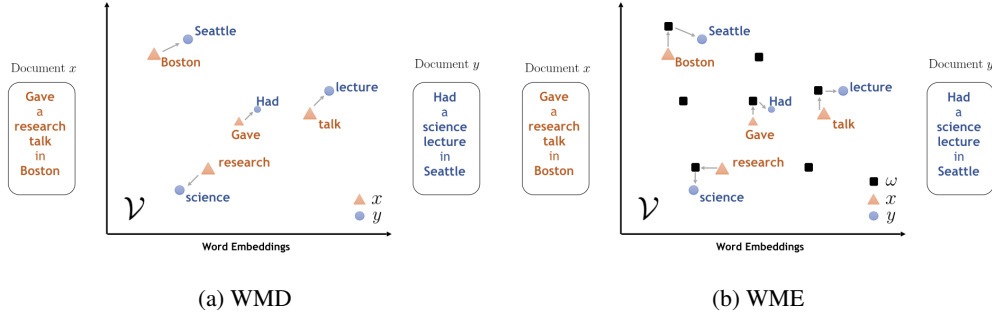 Document x
Gave
a
research
talk
in
Boston
Seattle
Boston
Had
Gave
lecture
talk
research
science
𝒱
x
y
Word Embeddings
Document y
Had
a
science
lecture
in
Seattle
(a) WMD
Document x
Gave
a
research
talk
in
Boston
Seattle
Boston
Had
Gave
lecture
talk
research
science
𝒱
ω
x
y
Word Embeddings
Document y
Had
a
science
lecture
in
Seattle
(b) WME